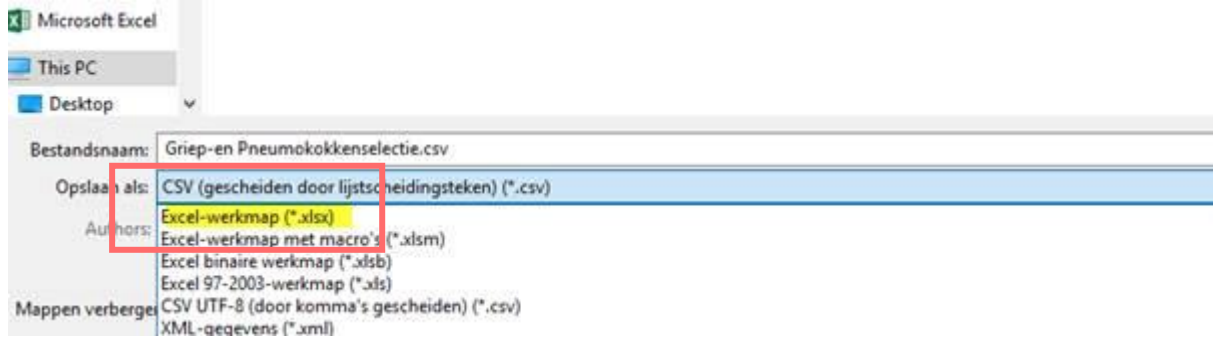 Microsoft Excel
This PC
Desktop
Bestandsnaam: Griep-en Pneumokokkenselectie.csv
Opslaan als: CSV (gescheiden door lijstscheidingsteken) (*.csv)
Authors: Excel-werkmap (*.xlsx)
Excel-werkmap met macro's (*.xlsm)
Excel binaire werkmap (*.xlsb)
Excel 97-2003-werkmap (*.xls)
Mappen verberge CSV UTF-8 (door komma's gescheiden) (*.csv)
XML-gegevens (*.xml)